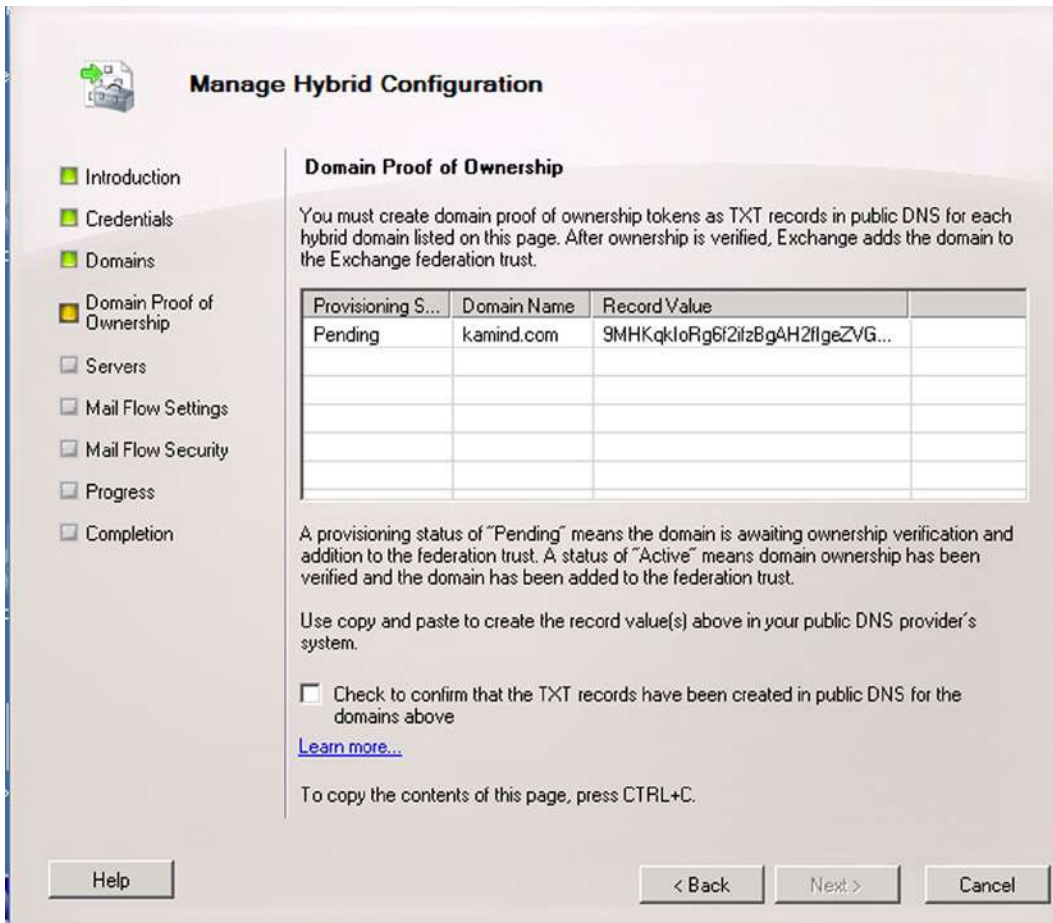 Manage Hybrid Configuration
Introduction
Credentials
Domains
Domain Proof of
Ownership
Servers
Mail Flow Settings
Mail Flow Security
Progress
Completion
Domain Proof of Ownership
You must create domain proof of ownership tokens as TXT records in public DNS for each
hybrid domain listed on this page. After ownership is verified, Exchange adds the domain to
the Exchange federation trust.
Provisioning S... Domain Name Record Value
Pending kamind.com
A provisioning status of "Pending" means the domain is awaiting ownership verification and
addition to the federation trust. A status of "Active" means domain ownership has been
verified and the domain has been added to the federation trust.
Use copy and paste to create the record value(s) above in your public DNS provider's
system.
Check to confirm that the TXT records have been created in public DNS for the
domains above
Learn more...
To copy the contents of this page, press CTRL+C.
Help
< Back
Next >
Cancel